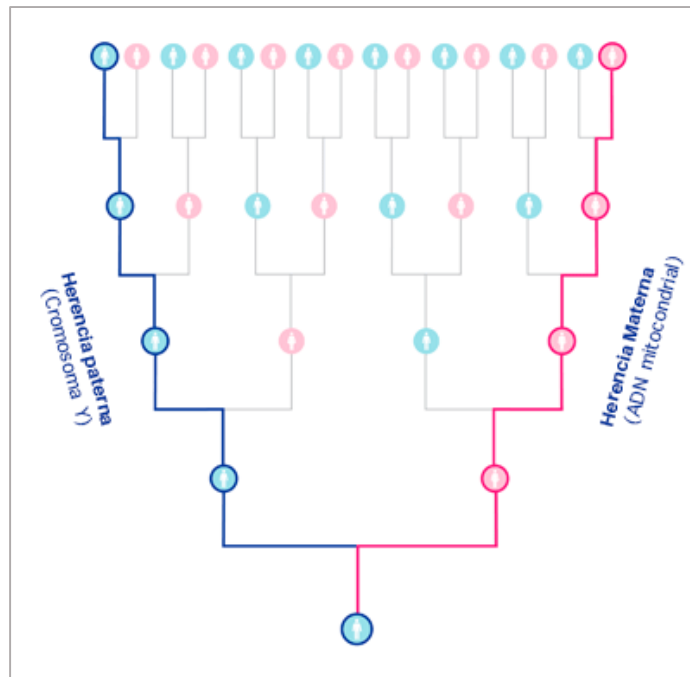 Herencia paterna
(Cromosoma Y)
Herencia Materna
(ADN mitocondrial)